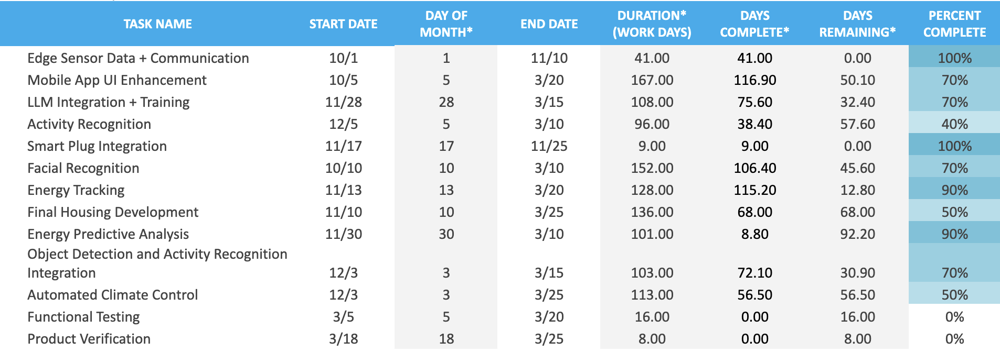 TASK NAME START DATE DAY OF MONTH* END DATE DURATION* (WORK DAYS) DAYS COMPLETE* DAYS REMAINING* PERCENT COMPLETE
Edge Sensor Data + Communication 10/1 1 11/10 41.00 41.00 0.00 100%
Mobile App UI Enhancement 10/5 5 3/20 167.00 116.90 50.10 70%
LLM Integration + Training 11/28 28 3/15 108.00 75.60 32.40 70%
Activity Recognition 12/5 5 3/10 96.00 38.40 57.60 40%
Smart Plug Integration 11/17 17 11/25 9.00 9.00 0.00 100%
Facial Recognition 10/10 10 3/10 152.00 106.40 45.60 70%
Energy Tracking 11/13 13 3/20 128.00 115.20 12.80 90%
Final Housing Development 11/10 10 3/25 136.00 68.00 68.00 50%
Energy Predictive Analysis 11/30 30 3/10 101.00 8.80 92.20 90%
Object Detection and Activity Recognition
Integration 12/3 3 3/15 103.00 72.10 30.90 70%
Automated Climate Control 12/3 3 3/25 113.00 56.50 56.50 50%
Functional Testing 3/5 5 3/20 16.00 0.00 16.00 0%
Product Verification 3/18 18 3/25 8.00 0.00 8.00 0%